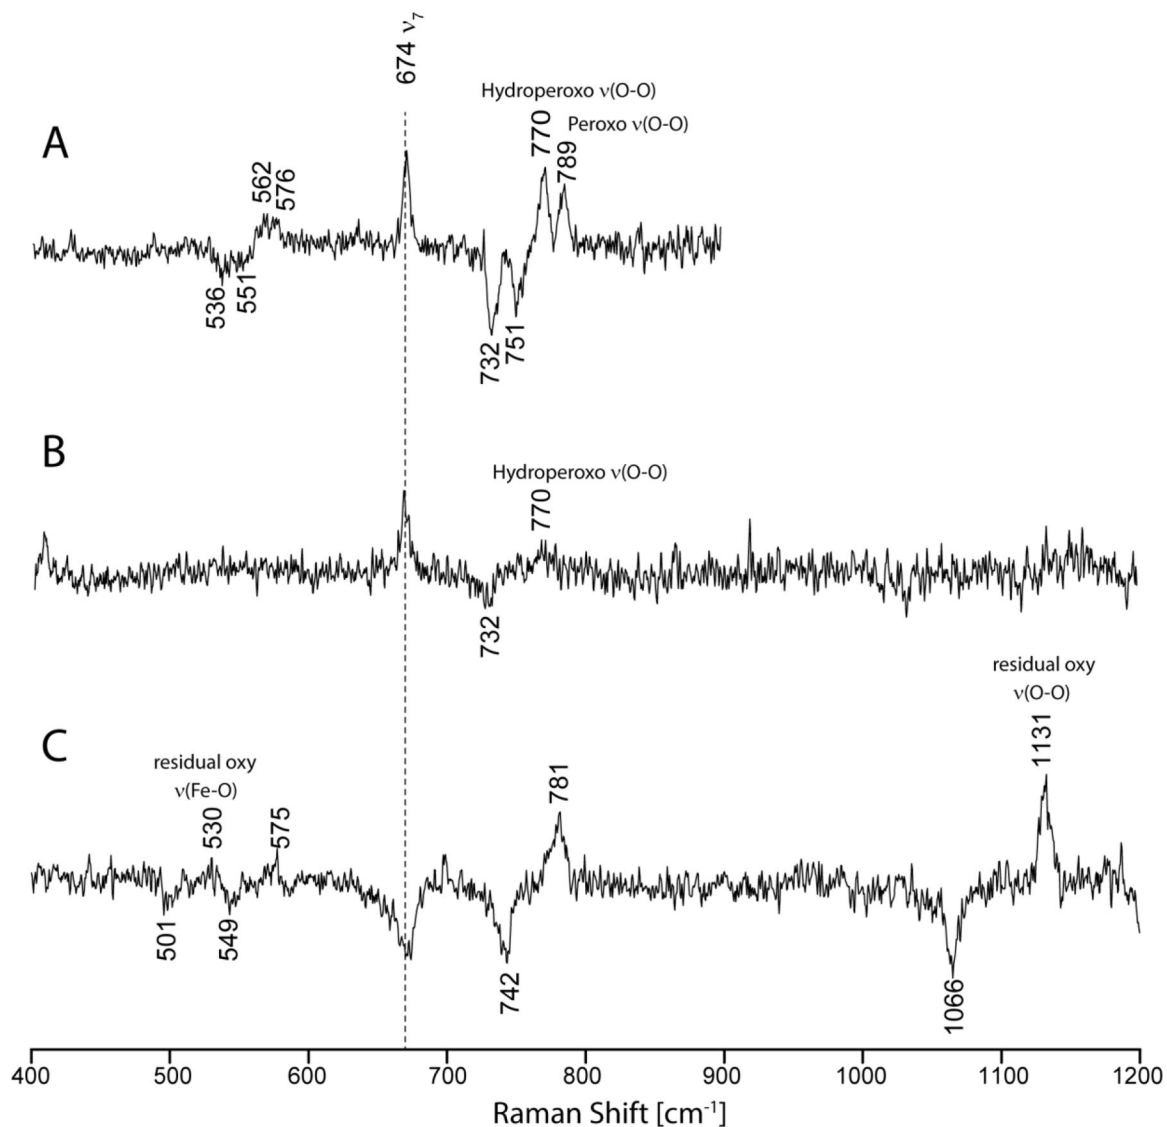 674 ν7
Hydroperoxo ν(O-O)
A
770
Peroxo ν(O-O)
789
562
576
536
551
732
751
B
Hydroperoxo ν(O-O)
770
732
residual oxy
ν(O-O)
C
1131
residual oxy
ν(Fe-O)
781
530
575
501
549
742
1066
400
500
600
700
800
900
1000
1100
1200
Raman Shift [cm-1]